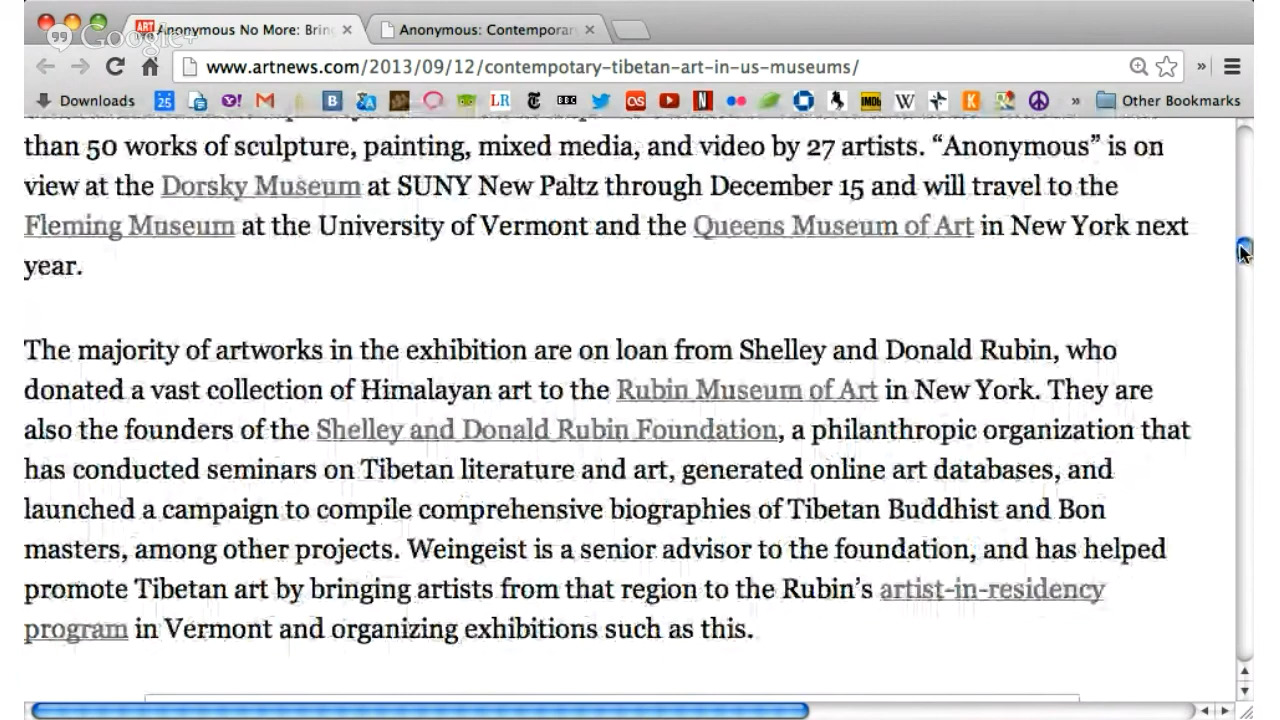 Anonymous No More: Brin
Anonymous: Contemporar
Google+
www.artnews.com/2013/09/12/contempotary-tibetan-art-in-us-museums/
Downloads
25
Y!
B
LR
BBC
IMDb
W
K
»
Other Bookmarks
than 50 works of sculpture, painting, mixed media, and video by 27 artists. “Anonymous” is on
view at the Dorsky Museum at SUNY New Paltz through December 15 and will travel to the
Fleming Museum at the University of Vermont and the Queens Museum of Art in New York next
year.
The majority of artworks in the exhibition are on loan from Shelley and Donald Rubin, who
donated a vast collection of Himalayan art to the Rubin Museum of Art in New York. They are
also the founders of the Shelley and Donald Rubin Foundation, a philanthropic organization that
has conducted seminars on Tibetan literature and art, generated online art databases, and
launched a campaign to compile comprehensive biographies of Tibetan Buddhist and Bon
masters, among other projects. Weingeist is a senior advisor to the foundation, and has helped
promote Tibetan art by bringing artists from that region to the Rubin’s artist-in-residency
program in Vermont and organizing exhibitions such as this.